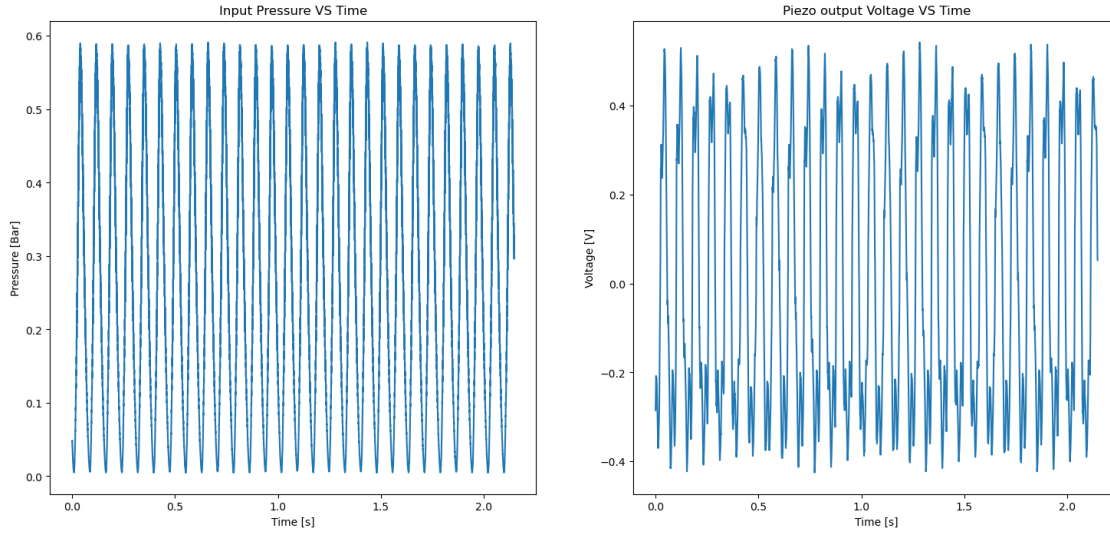 Input Pressure VS Time
Pressure [Bar]
0.6
0.5
0.4
0.3
0.2
0.1
0.0
0.0 0.5 1.0 1.5 2.0
Time [s]
Piezo output Voltage VS Time
Voltage [V]
0.4
0.2
0.0
−0.2
−0.4
0.0 0.5 1.0 1.5 2.0
Time [s]